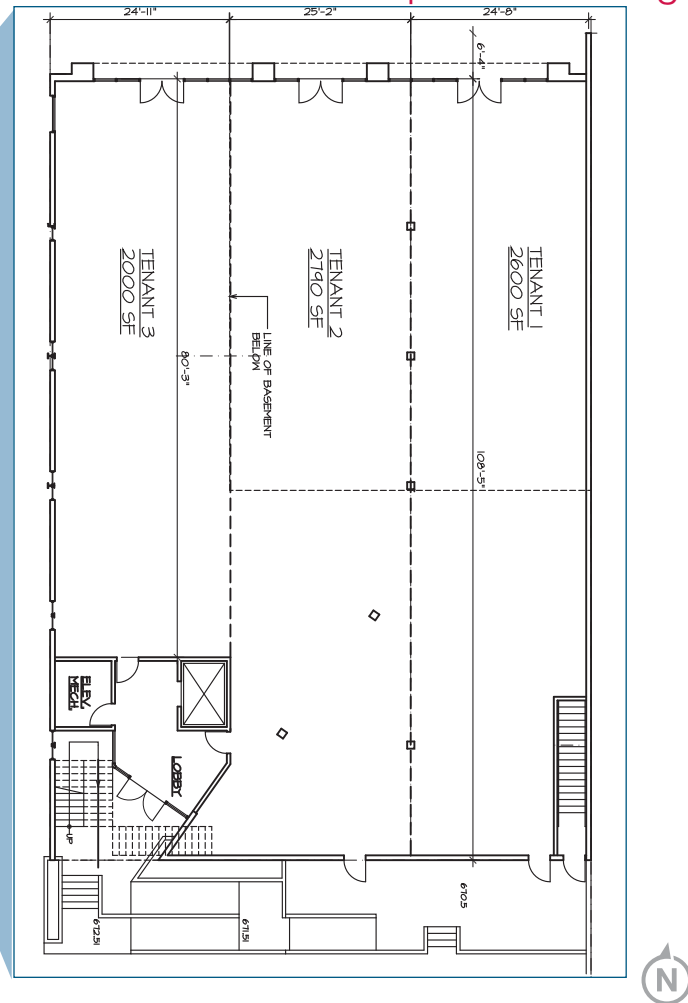 24'-11"
25'-2"
24'-8"
6'-4"
TENANT 3
2000 SF
TENANT 2
2790 SF
TENANT 1
2600 SF
LINE OF BASEMENT
BELOW
80'-3"
108'-5"
ELEV.
MECH.
LOBBY
UP
672.51
671.51
670.5
N